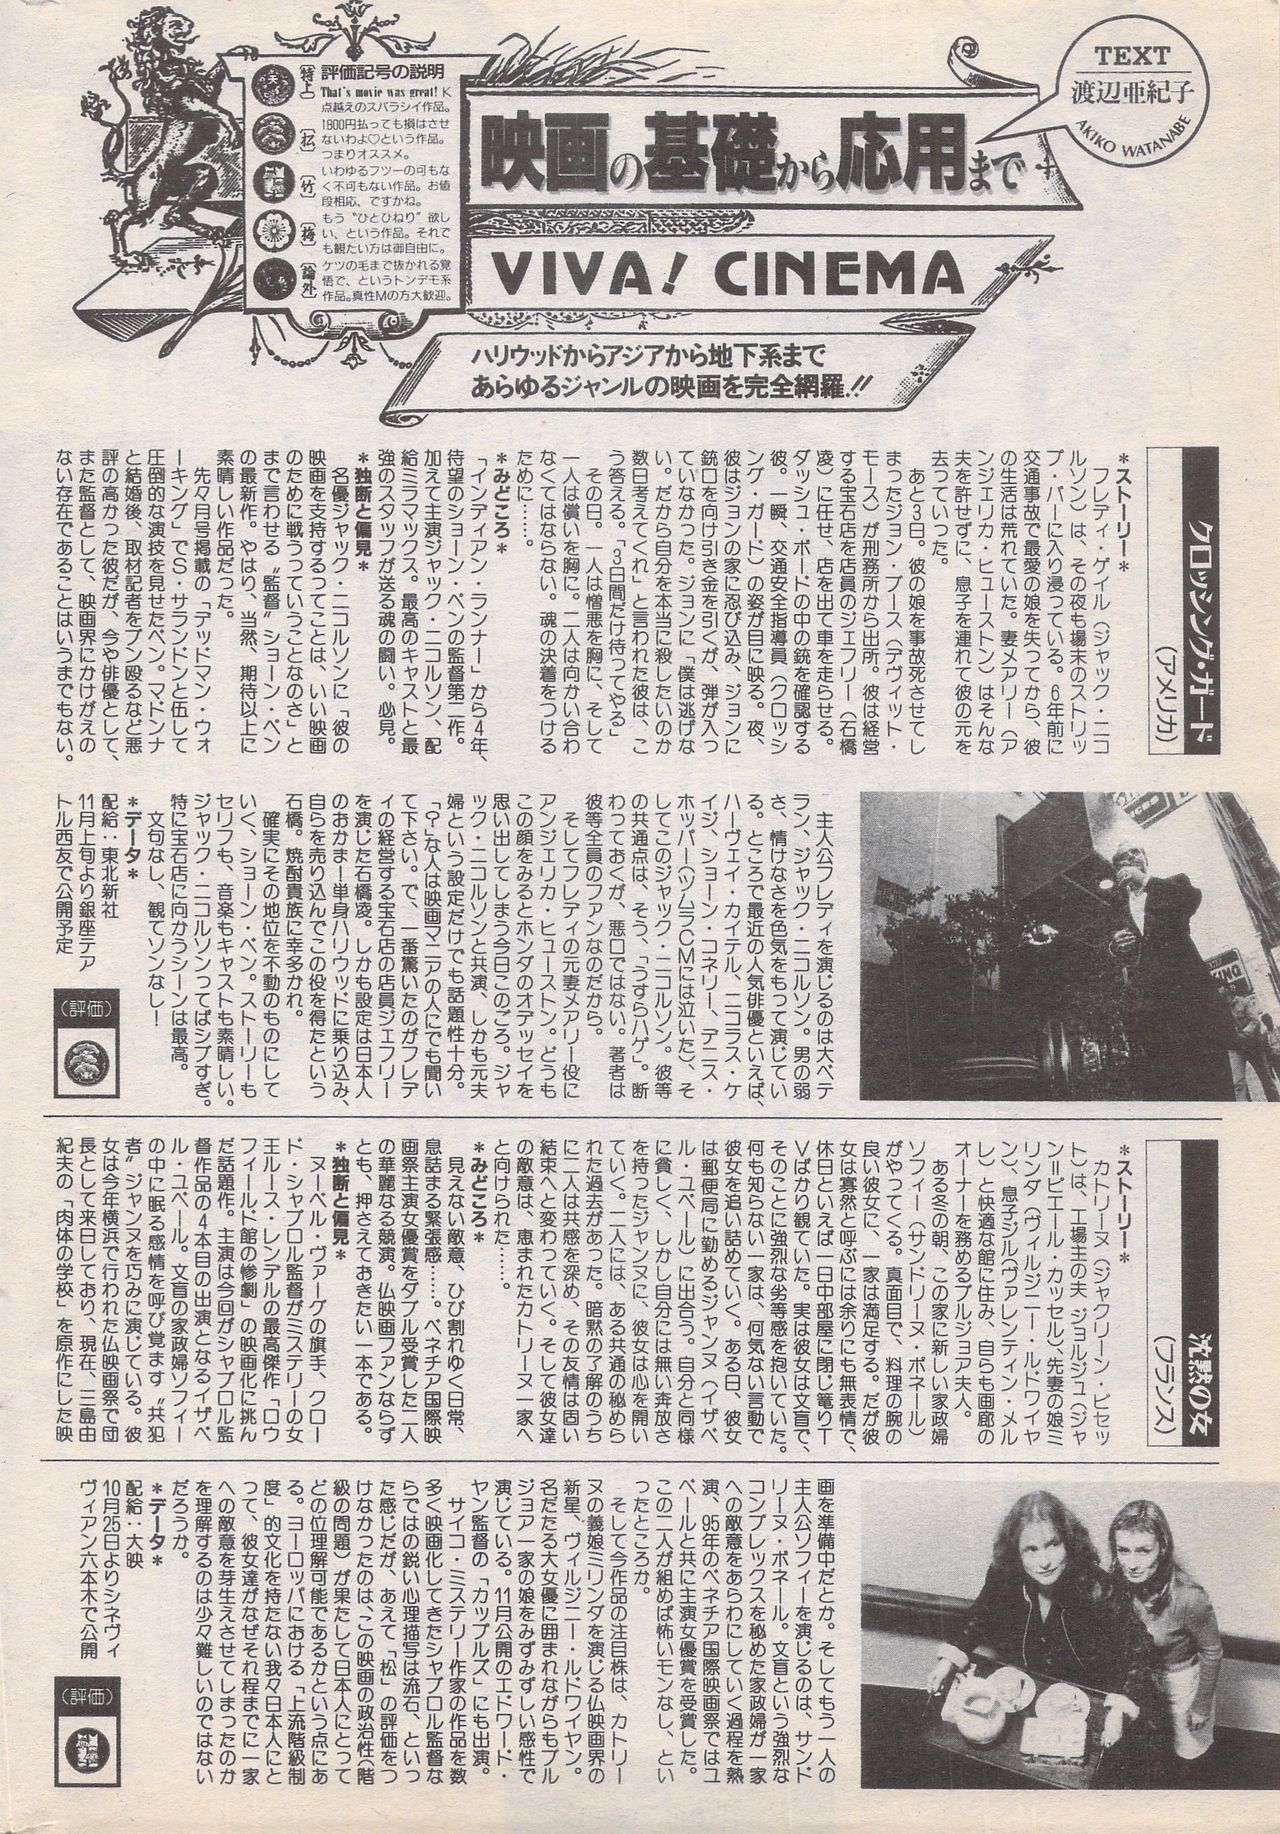 評価記号の説明
〔特上〕
That's movie was great! K
点越えのスバラシイ作品。
〔松〕
1800円払っても損はさせ
ないわよ♡という作品。
つまりオススメ。
〔竹〕
いわゆるフツーの可もな
く不可もない作品。お値
段相応、ですかね。
〔梅〕
もう“ひとひねり”欲し
い、という作品。それで
も観たい方は御自由に。
〔論外〕
ケツの毛まで抜かれる覚
悟で、というトンデモ系
作品。真性Mの方大歓迎。
映画の基礎から応用まで
TEXT
渡辺亜紀子
AKIKO WATANABE
VIVA! CINEMA
ハリウッドからアジアから地下系まで
あらゆるジャンルの映画を完全網羅!!
クロッシング・ガード
(アメリカ)
＊ストーリー＊
フレディ・ゲイル(ジャック・ニコ
ルソン)は、その夜も場末のストリッ
プ・バーに入り浸っている。6年前に
交通事故で最愛の娘を失ってから、彼
の生活は荒れていた。妻メアリー(ア
ンジェリカ・ヒューストン)はそんな
夫を許せずに、息子を連れて彼の元を
去っていった。
あと3日。彼の娘を事故死させてし
まったジョン・ブース(デヴィット・
モース)が刑務所から出所。彼は経営
する宝石店を店員のジェフリー(石橋
凌)に任せ、店を出て車を走らせる。
ダッシュ・ボードの中の銃を確認する
彼。一瞬、交通安全指導員(クロッシ
ング・ガード)の姿が目に映る。夜、
彼はジョンの家に忍び込み、ジョンに
銃口を向け引き金を引くが、弾が入っ
ていなかった。ジョンに「僕は逃げな
い。だから自分を本当に殺したいのか
数日考えてくれ」と言われた彼は、こ
う答える。「3日間だけ待ってやる」
その日。一人は憎悪を胸に、そして
一人は償いを胸に。二人は向かい合わ
なくてはならない。魂の決着をつける
ために……。
＊みどころ＊
「インディアン・ランナー」から4年、
待望のショーン・ペンの監督第二作。
加えて主演ジャック・ニコルソン、配
給ミラマックス。最高のキャストと最
強のスタッフが送る魂の闘い。必見。
＊独断と偏見＊
名優ジャック・ニコルソンに「彼の
映画を支持するってことは、いい映画
のために戦うっていうことなのさ」と
まで言わせる“監督”ショーン・ペン
の最新作。やはり、当然、期待以上に
素晴しい作品だった。
先々月号掲載の「デッドマン・ウォ
ーキング」でS・サランドンと伍して
圧倒的な演技を見せたペン。マドンナ
と結婚後、取材記者をブン殴るなど悪
評の高かった彼だが、今や俳優として、
また監督として、映画界にかけがえの
ない存在であることはいうまでもない。
主人公フレディを演じるのは大ベテ
ラン、ジャック・ニコルソン。男の弱
さ、情けなさを色気をもって演じてい
る。ところで最近の人気俳優といえば、
ハーヴェイ・カイテル、ニコラス・ケ
イジ、ショーン・コネリー、デニス・
ホッパー(ツムラCMには泣いた)、そ
してこのジャック・ニコルソン。彼等
の共通点は、そう、「うすらハゲ」。断
わっておくが、悪口ではない。著者は
彼等全員のファンなのだから。
そしてフレディの元妻メアリー役に
アンジェリカ・ヒューストン。どうも
この顔をみるとホンダのオデッセイを
思い出してしまう今日このごろ。ジャ
ック・ニコルソンと共演、しかも元夫
婦という設定だけでも話題性十分。
「？」な人は映画マニアの人にでも聞い
て下さい。で、一番驚いたのがフレデ
ィの経営する宝石店の店員ジェフリー
を演じた石橋凌。しかも設定は日本人
のおかま！単身ハリウッドに乗り込み、
自らを売り込んでこの役を得たという
石橋。焼酎貴族に幸多かれ。
確実にその地位を不動のものにして
いく、ショーン・ペン。ストーリーも
セリフも、音楽もキャストも素晴しい。
ジャック・ニコルソンってばシブすぎ。
特に宝石店に向かうシーンは最高。
文句なし、観てソンなし！
＊データ＊
配給：東北新社
11月上旬より銀座テア
トル西友で公開予定
(評価)
沈黙の女
(フランス)
＊ストーリー＊
カトリーヌ(ジャクリーン・ビセッ
ト)は、工場主の夫 ジョルジュ(ジャ
ン＝ピエール・カッセル)、先妻の娘ミ
リンダ(ヴィルジニー・ルドワイヤ
ン)、息子ジル(ヴァレンティン・メル
レ)と快適な館に住み、自らも画廊の
オーナーを務めるブルジョア夫人。
ある冬の朝、この家に新しい家政婦
ソフィー(サンドリーヌ・ボネール)
がやってくる。真面目で、料理の腕の
良い彼女に、一家は満足する。だが彼
女は寡然と呼ぶには余りにも無表情で、
休日といえば一日中部屋に閉じ篭りT
Vばかり観ていた。実は彼女は文盲で、
そのことに強烈な劣等感を抱いていた。
何も知らない一家は、何気ない言動で
彼女を追い詰めていく。ある日、彼女
は郵便局に勤めるジャンヌ(イザベ
ル・ユペール)に出合う。自分と同様
に貧しく、しかし自分には無い奔放さ
を持ったジャンヌに、彼女は心を開い
ていく。二人には、ある共通の秘めら
れた過去があった。暗黙の了解のうち
に二人は共感を深め、その友情は固い
結束へと変わっていく。そして彼女達
の敵意は、恵まれたカトリーヌ一家へ
と向けられた……。
＊みどころ＊
見えない敵意、ひび割れゆく日常、
息詰まる緊張感……。ベネチア国際映
画祭主演女優賞をダブル受賞した二人
の華麗なる競演。仏映画ファンならず
とも、押さえておきたい一本である。
＊独断と偏見＊
ヌーベル・ヴァーグの旗手、クロー
ド・シャブロル監督がミステリーの女
王ルース・レンデルの最高傑作「ロウ
フィールド館の惨劇」の映画化に挑ん
だ話題作。主演は今回がシャブロル監
督作品の4本目の出演となるイザベ
ル・ユペール。文盲の家政婦ソフィー
の中に眠る感情を呼び覚ます“共犯
者”ジャンヌを巧みに演じている。彼
女は今年横浜で行われた仏映画祭で団
長として来日しており、現在、三島由
紀夫の「肉体の学校」を原作にした映
画を準備中だとか。そしてもう一人の
主人公ソフィーを演じるのは、サンド
リーヌ・ボネール。文盲という強烈な
コンプレックスを秘めた家政婦が一家
への敵意をあらわにしていく過程を熱
演、95年のベネチア国際映画祭ではユ
ペールと共に主演女優賞を受賞した。
この二人が組めば怖いモンなし、とい
ったところか。
そして今作品の注目株は、カトリー
ヌの義娘ミリンダを演じる仏映画界の
新星、ヴィルジニー・ルドワイヤン。
名だたる大女優に囲まれながらもブル
ジョア一家の娘をみずみずしい感性で
演じている。11月公開のエドワード・
ヤン監督の「カップルズ」にも出演。
サイコ・ミステリー作家の作品を数
多く映画化してきたシャブロル監督な
らではの鋭い心理描写は流石、といっ
た感じだが、あえて「松」の評価をつ
けなかったのは、この映画の政治性(階
級の問題)が果たして日本人にとって
どの位理解可能であるかという点にあ
る。ヨーロッパにおける「上流階級制
度」的文化を持たない我々日本人にと
って、彼女達がなぜそれ程までに一家
への敵意を芽生えさせてしまったのか
を理解するのは少々難しいのではない
だろうか。
＊データ＊
配給：大映
10月25日よりシネヴィ
ヴィアン六本木で公開
(評価)